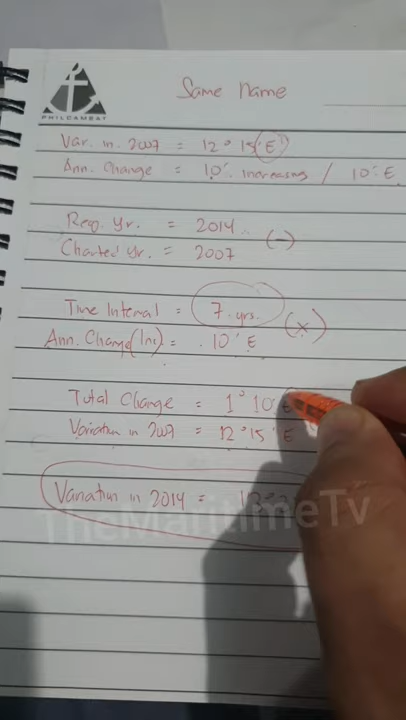 PHILCAMSAT
Same Name
Var. in 2007 = 12° 15' E
Ann. Change = 10'. increasing / 10' E
Req. Yr. = 2014
Charted Yr. = 2007 (-)
Time Interval = 7 yrs.
Ann. Change (Inc) = 10' E (x)
Total Change = 1° 10' E
Variation in 2007 = 12° 15' E
Variation in 2014 =
TheMaritimeTv